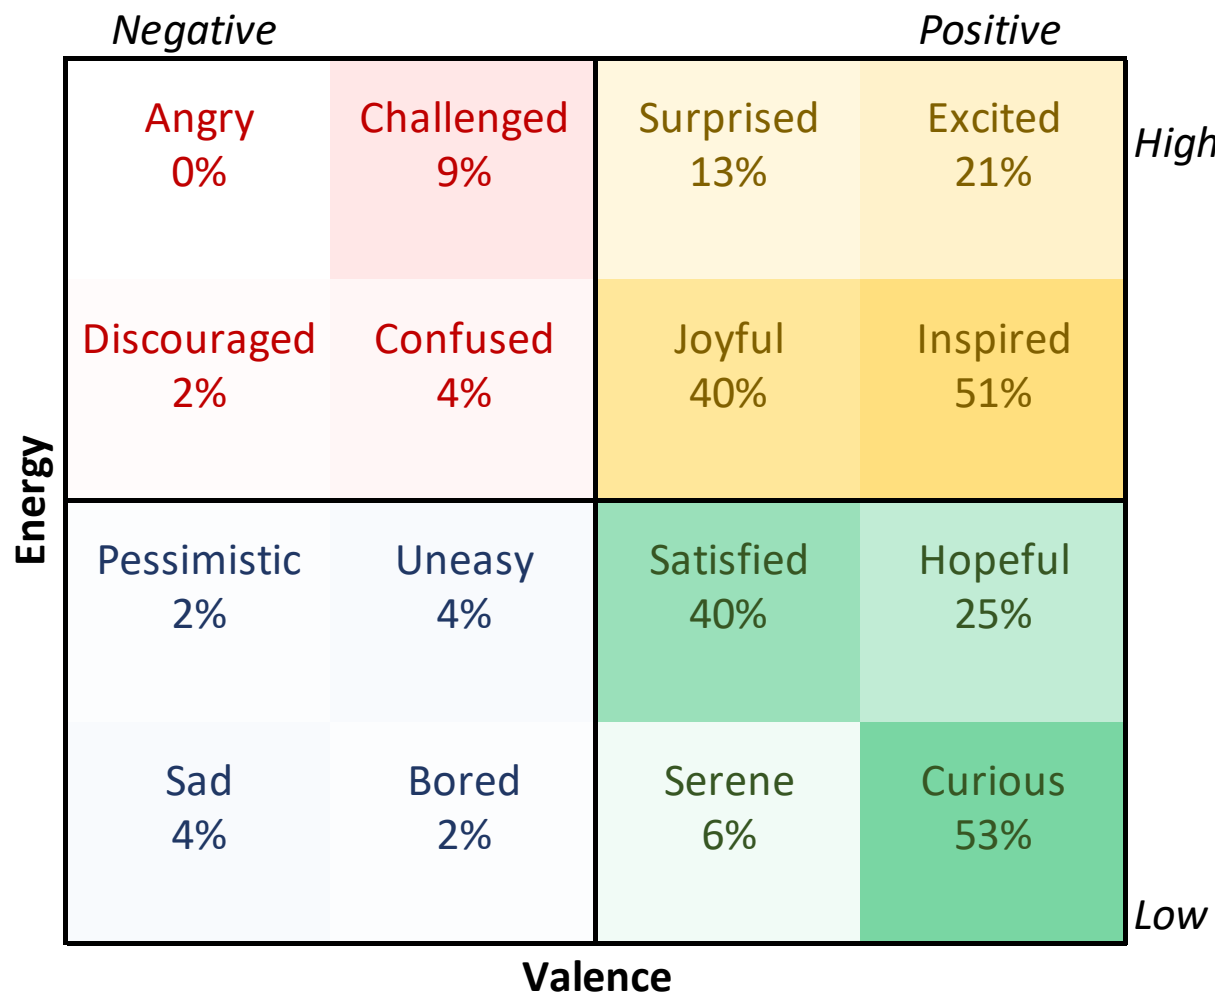 Negative
Positive
Angry
0%
Challenged
9%
Surprised
13%
Excited
21%
High
Discouraged
2%
Confused
4%
Joyful
40%
Inspired
51%
Energy
Pessimistic
2%
Uneasy
4%
Satisfied
40%
Hopeful
25%
Sad
4%
Bored
2%
Serene
6%
Curious
53%
Low
Valence